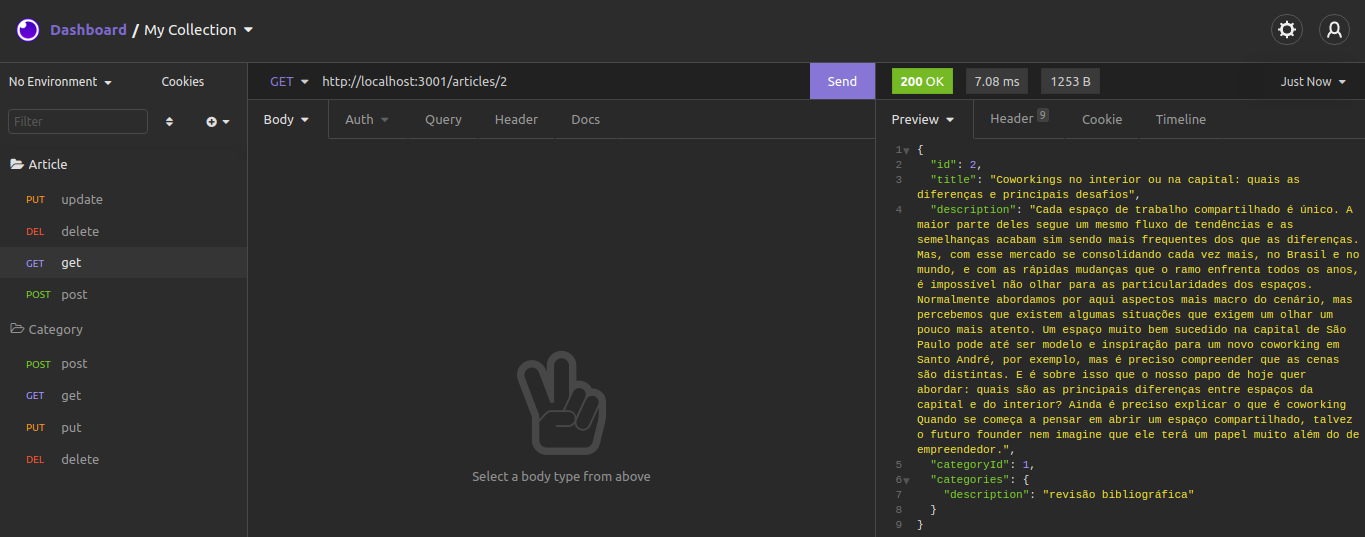 Dashboard / My Collection
No Environment
Cookies
Filter
Article
PUT update
DEL delete
GET get
POST post
Category
POST post
GET get
PUT put
DEL delete
GET http://localhost:3001/articles/2 Send
Body Auth Query Header Docs
Select a body type from above
200 OK 7.08 ms 1253 B Just Now
Preview Header 9 Cookie Timeline
1 {
2 "id": 2,
3 "title": "Coworkings no interior ou na capital: quais as
diferenças e principais desafios",
4 "description": "Cada espaço de trabalho compartilhado é único. A
maior parte deles segue um mesmo fluxo de tendências e as
semelhanças acabam sim sendo mais frequentes dos que as diferenças.
Mas, com esse mercado se consolidando cada vez mais, no Brasil e no
mundo, e com as rápidas mudanças que o ramo enfrenta todos os anos,
é impossível não olhar para as particularidades dos espaços.
Normalmente abordamos por aqui aspectos mais macro do cenário, mas
percebemos que existem algumas situações que exigem um olhar um
pouco mais atento. Um espaço muito bem sucedido na capital de São
Paulo pode até ser modelo e inspiração para um novo coworking em
Santo André, por exemplo, mas é preciso compreender que as cenas
são distintas. E é sobre isso que o nosso papo de hoje quer
abordar: quais são as principais diferenças entre espaços da
capital e do interior? Ainda é preciso explicar o que é coworking
Quando se começa a pensar em abrir um espaço compartilhado, talvez
o futuro founder nem imagine que ele terá um papel muito além do de
empreendedor.",
5 "categoryId": 1,
6 "categories": {
7 "description": "revisão bibliográfica"
8 }
9 }